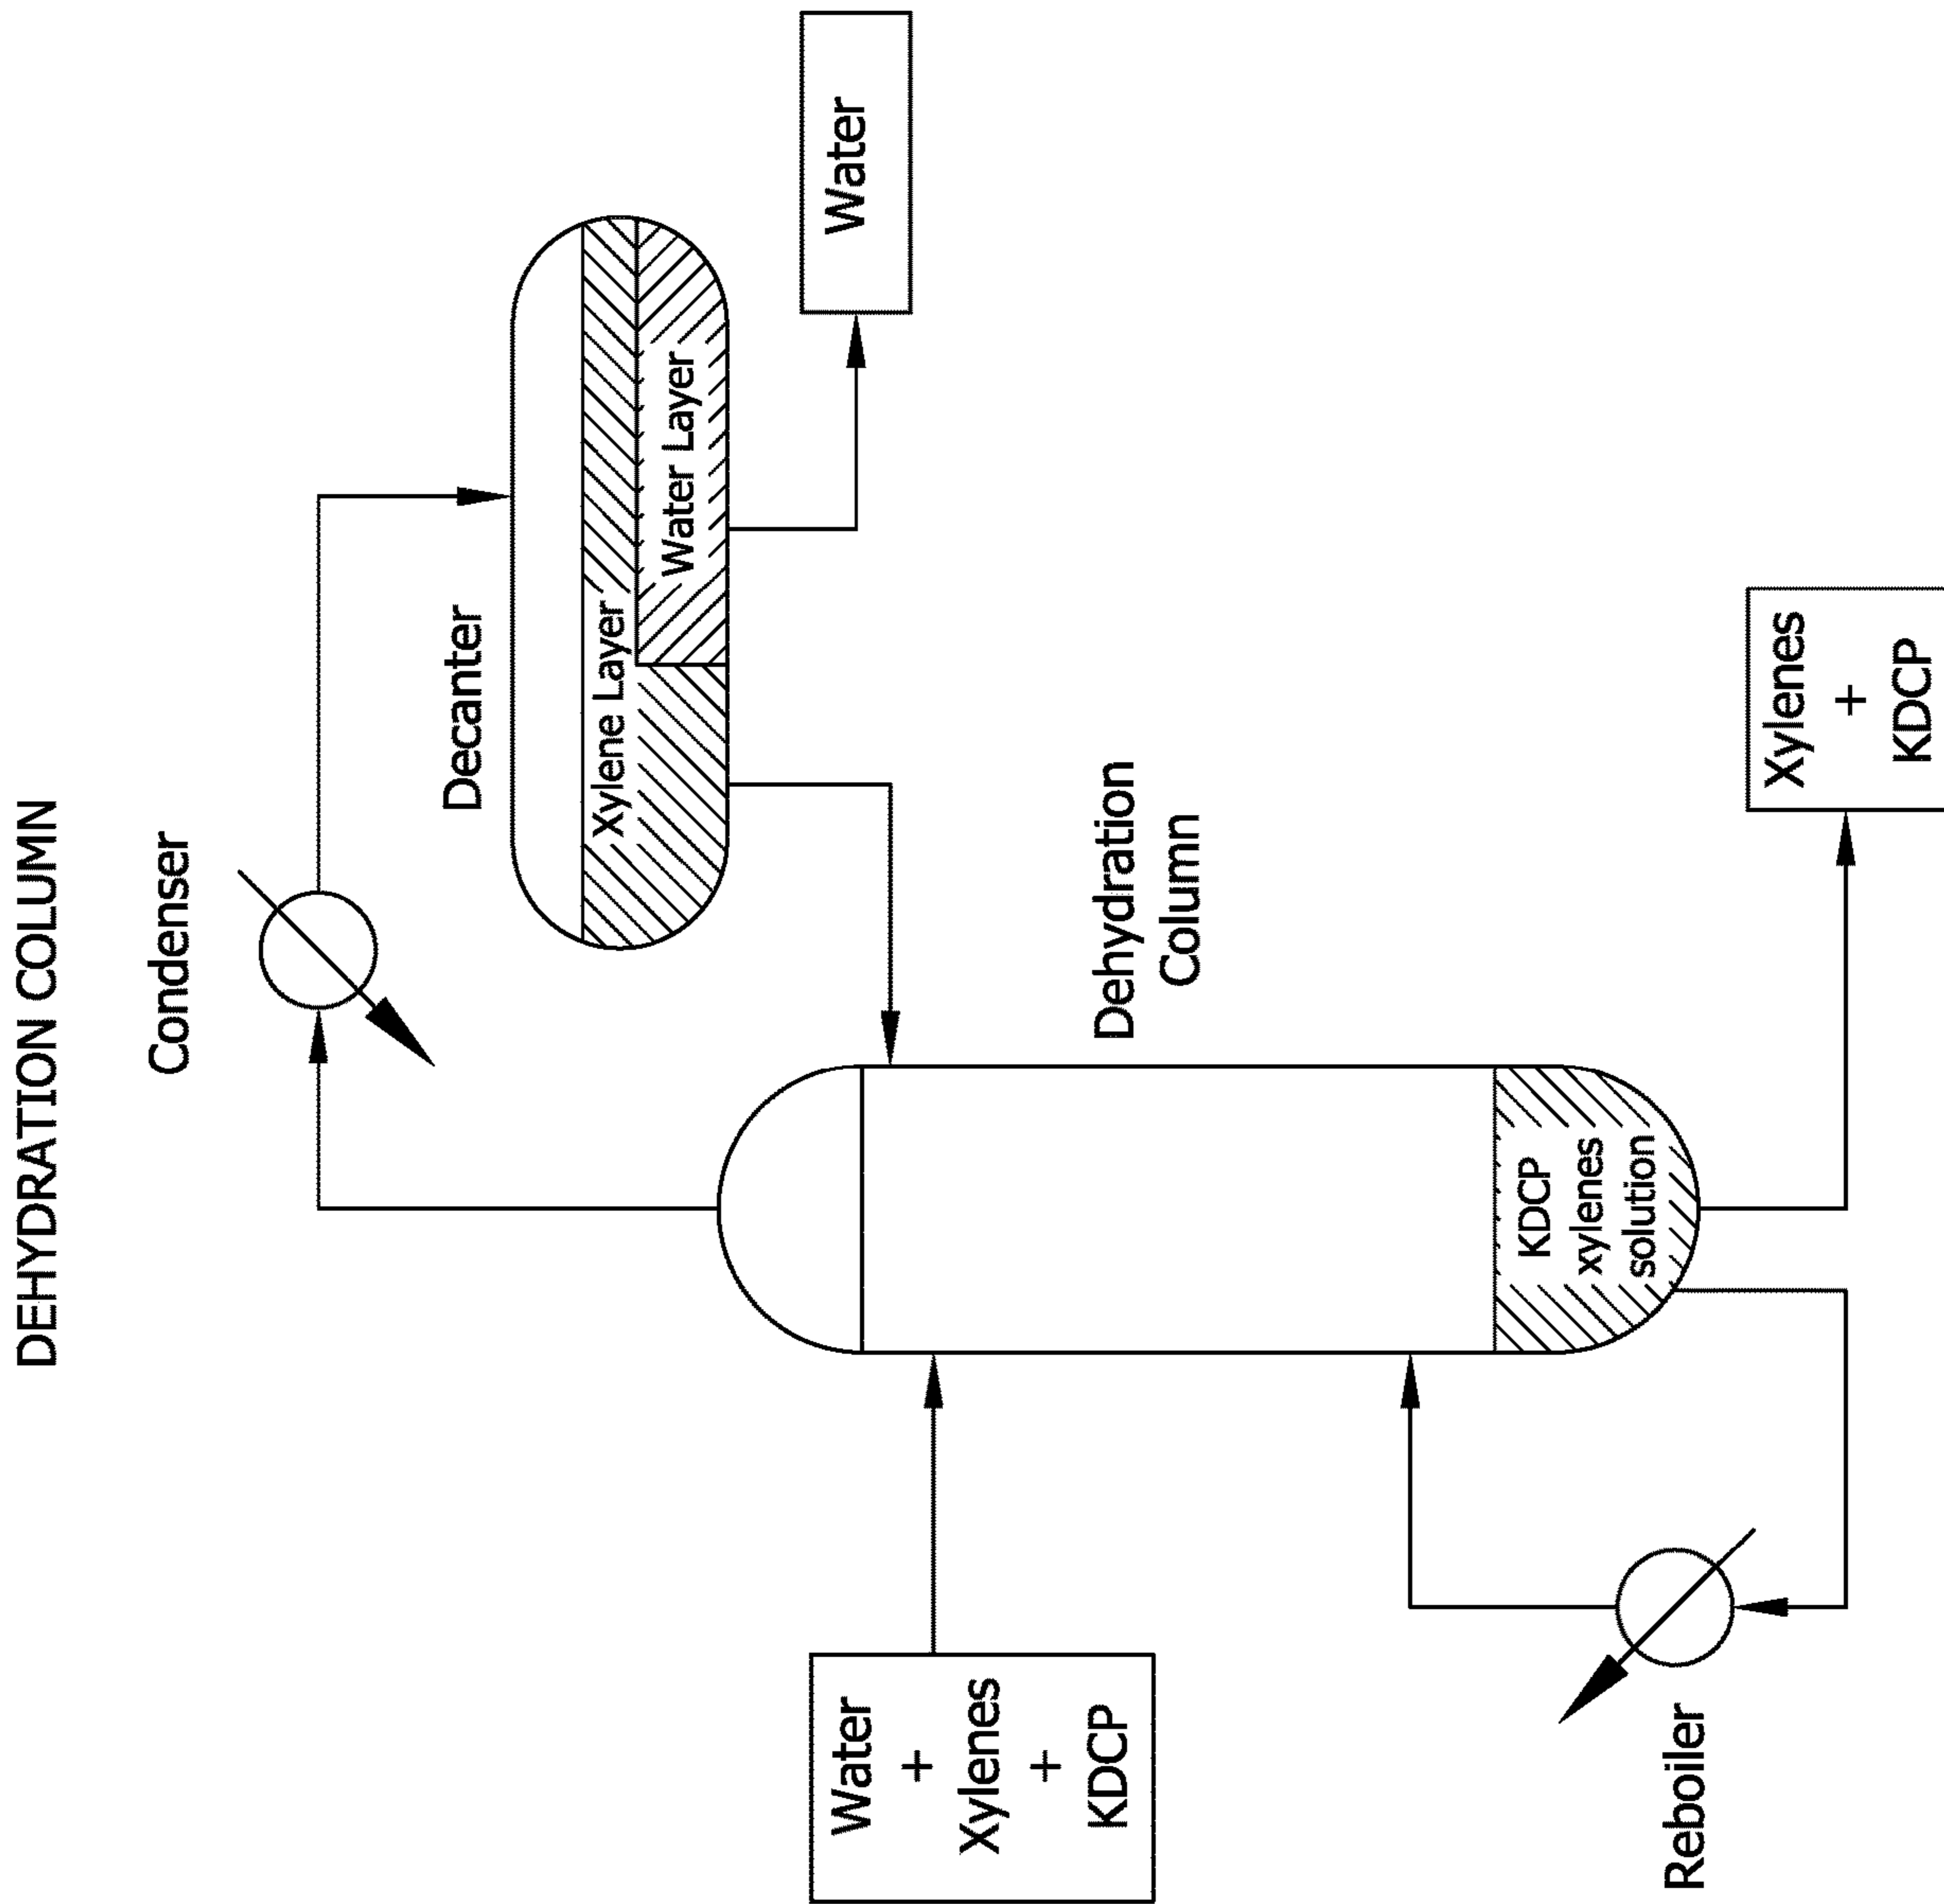 DEHYDRATION COLUMN
Condenser
Decanter
Xylene Layer
Water Layer
Water
Dehydration
Column
Water
+
Xylenes
+
KDCP
KDCP
xylenes
solution
Reboiler
Xylenes
+
KDCP